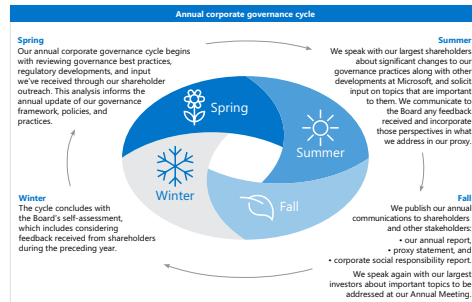 Annual corporate governance cycle
Spring
Our annual corporate governance cycle begins
with reviewing governance best practices,
regulatory developments, and input
we've received through our shareholder
outreach. This analysis informs the
annual update of our governance
framework, policies, and
practices.
Summer
We speak with our largest shareholders
about significant changes to our
governance practices along with other
developments at Microsoft, and solicit
input on topics that are important
to them. We communicate to
the Board any feedback
received and incorporate
those perspectives in what
we address in our proxy.
Spring
Summer
Winter
Fall
Winter
The cycle concludes with
the Board's self-assessment,
which includes considering
feedback received from shareholders
during the preceding year.
Fall
We publish our annual
communications to shareholders
and other stakeholders:
• our annual report,
• proxy statement, and
• corporate social responsibility report.
We speak again with our largest
investors about important topics to be
addressed at our Annual Meeting.